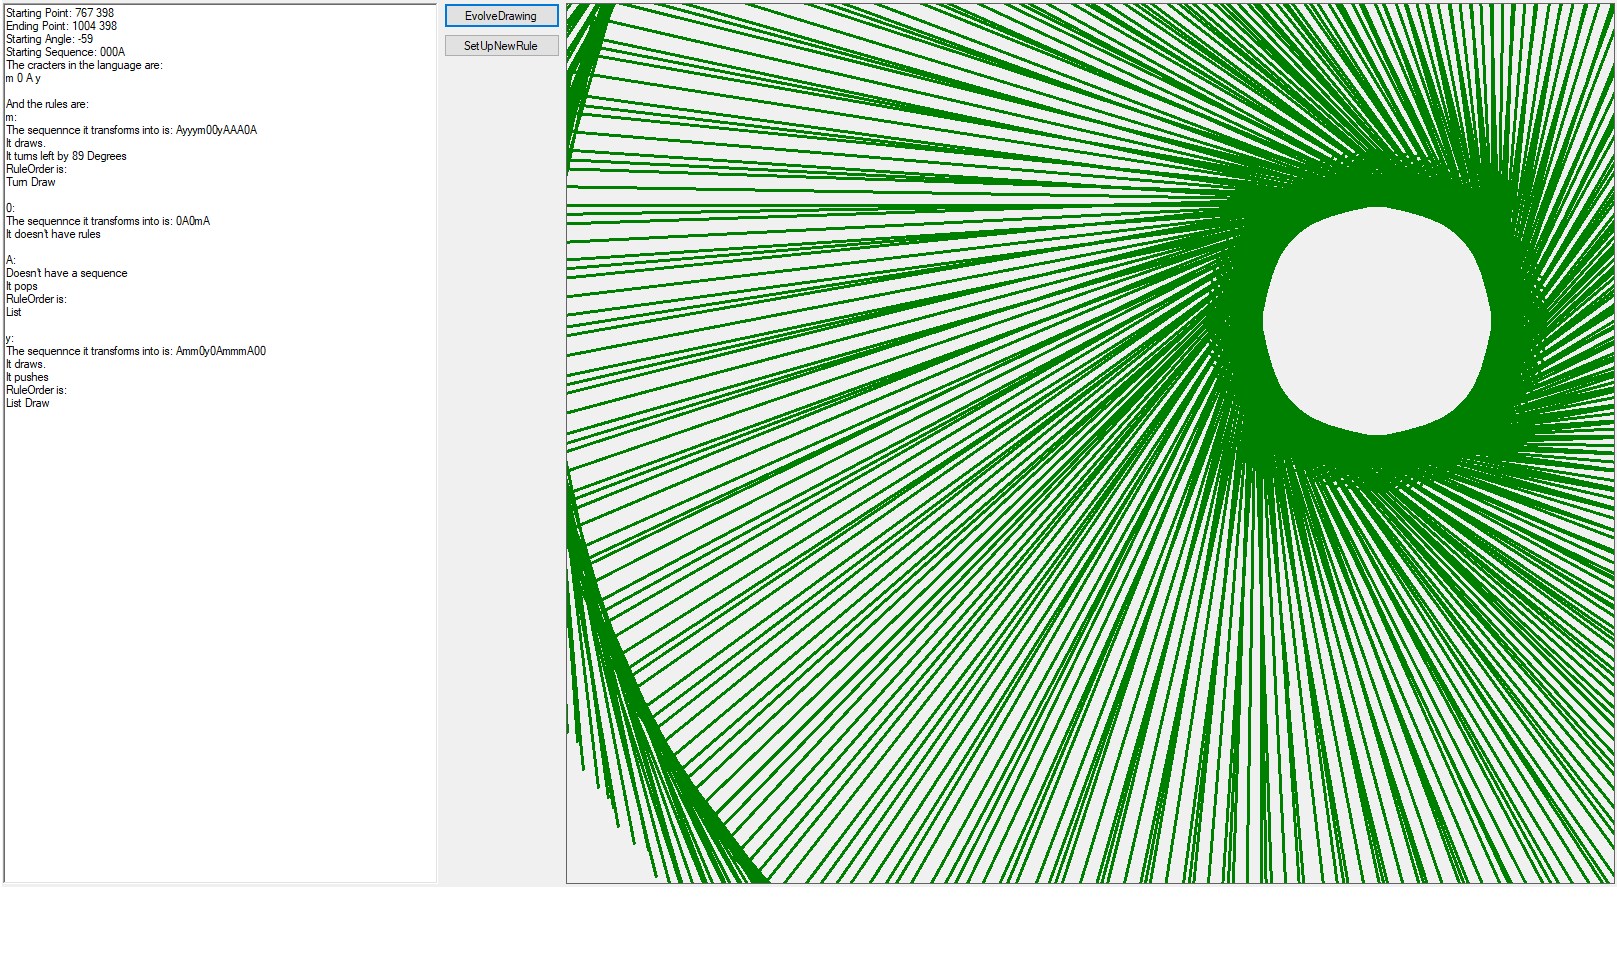 Starting Point: 767 398
Ending Point: 1004 398
Starting Angle: -59
Starting Sequence: 000A
The cracters in the language are:
m 0 A y
And the rules are:
m:
The sequennce it transforms into is: Ayyym00yAAA0A
It draws.
It turns left by 89 Degrees
RuleOrder is:
Turn Draw
0:
The sequennce it transforms into is: 0A0mA
It doesn't have rules
A:
Doesn't have a sequence
It pops
RuleOrder is:
List
y:
The sequennce it transforms into is: Amm0y0AmmmA00
It draws.
It pushes
RuleOrder is:
List Draw
EvolveDrawing
SetUpNewRule